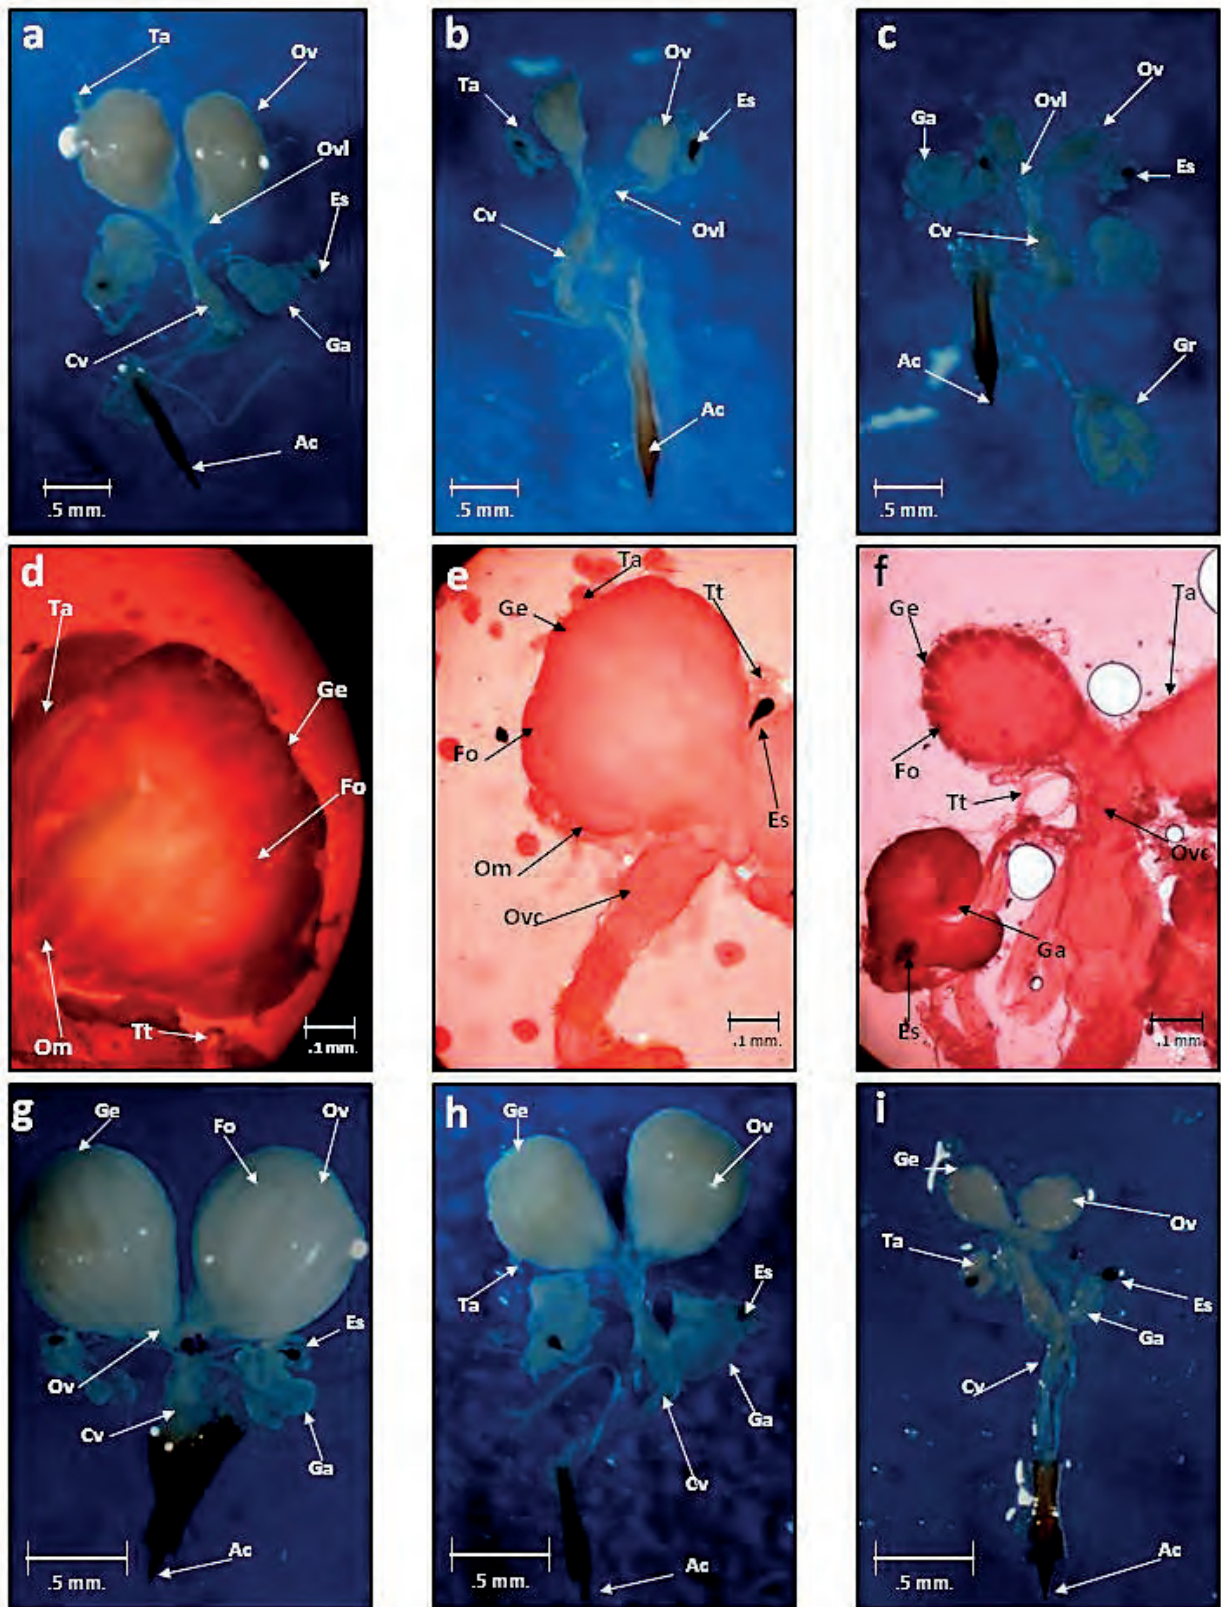 a
Ta
Ov
Ovl
Es
Cv
Ga
Ac
.5 mm.
b
Ov
Ta
Es
Cv
Ovl
Ac
.5 mm.
c
Ov
Ovl
Ga
Es
Cv
Ac
Gr
.5 mm.
d
Ta
Ge
Fo
Om
Tt
.1 mm.
e
Ta
Ge
Tt
Fo
Es
Om
Ovc
.1 mm.
f
Ge
Ta
Fo
Tt
Ove
Ga
Es
.1 mm.
g
Ge
Fo
Ov
Es
Ov
Cv
Ga
Ac
.5 mm.
h
Ge
Ov
Ta
Es
Ga
Cv
Ac
.5 mm.
i
Ge
Ov
Ta
Es
Ga
Cv
Ac
.5 mm.